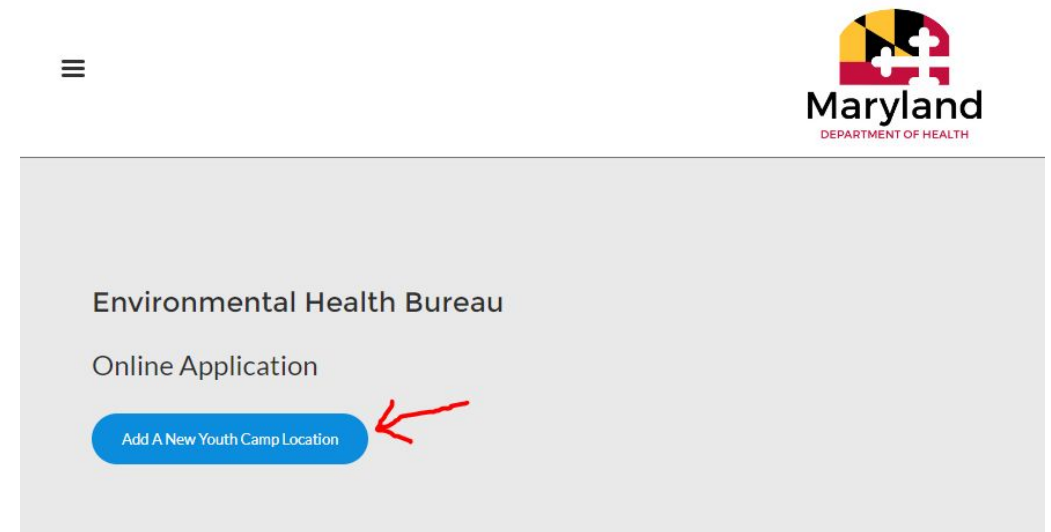 Maryland
DEPARTMENT OF HEALTH
Environmental Health Bureau
Online Application
Add A New Youth Camp Location